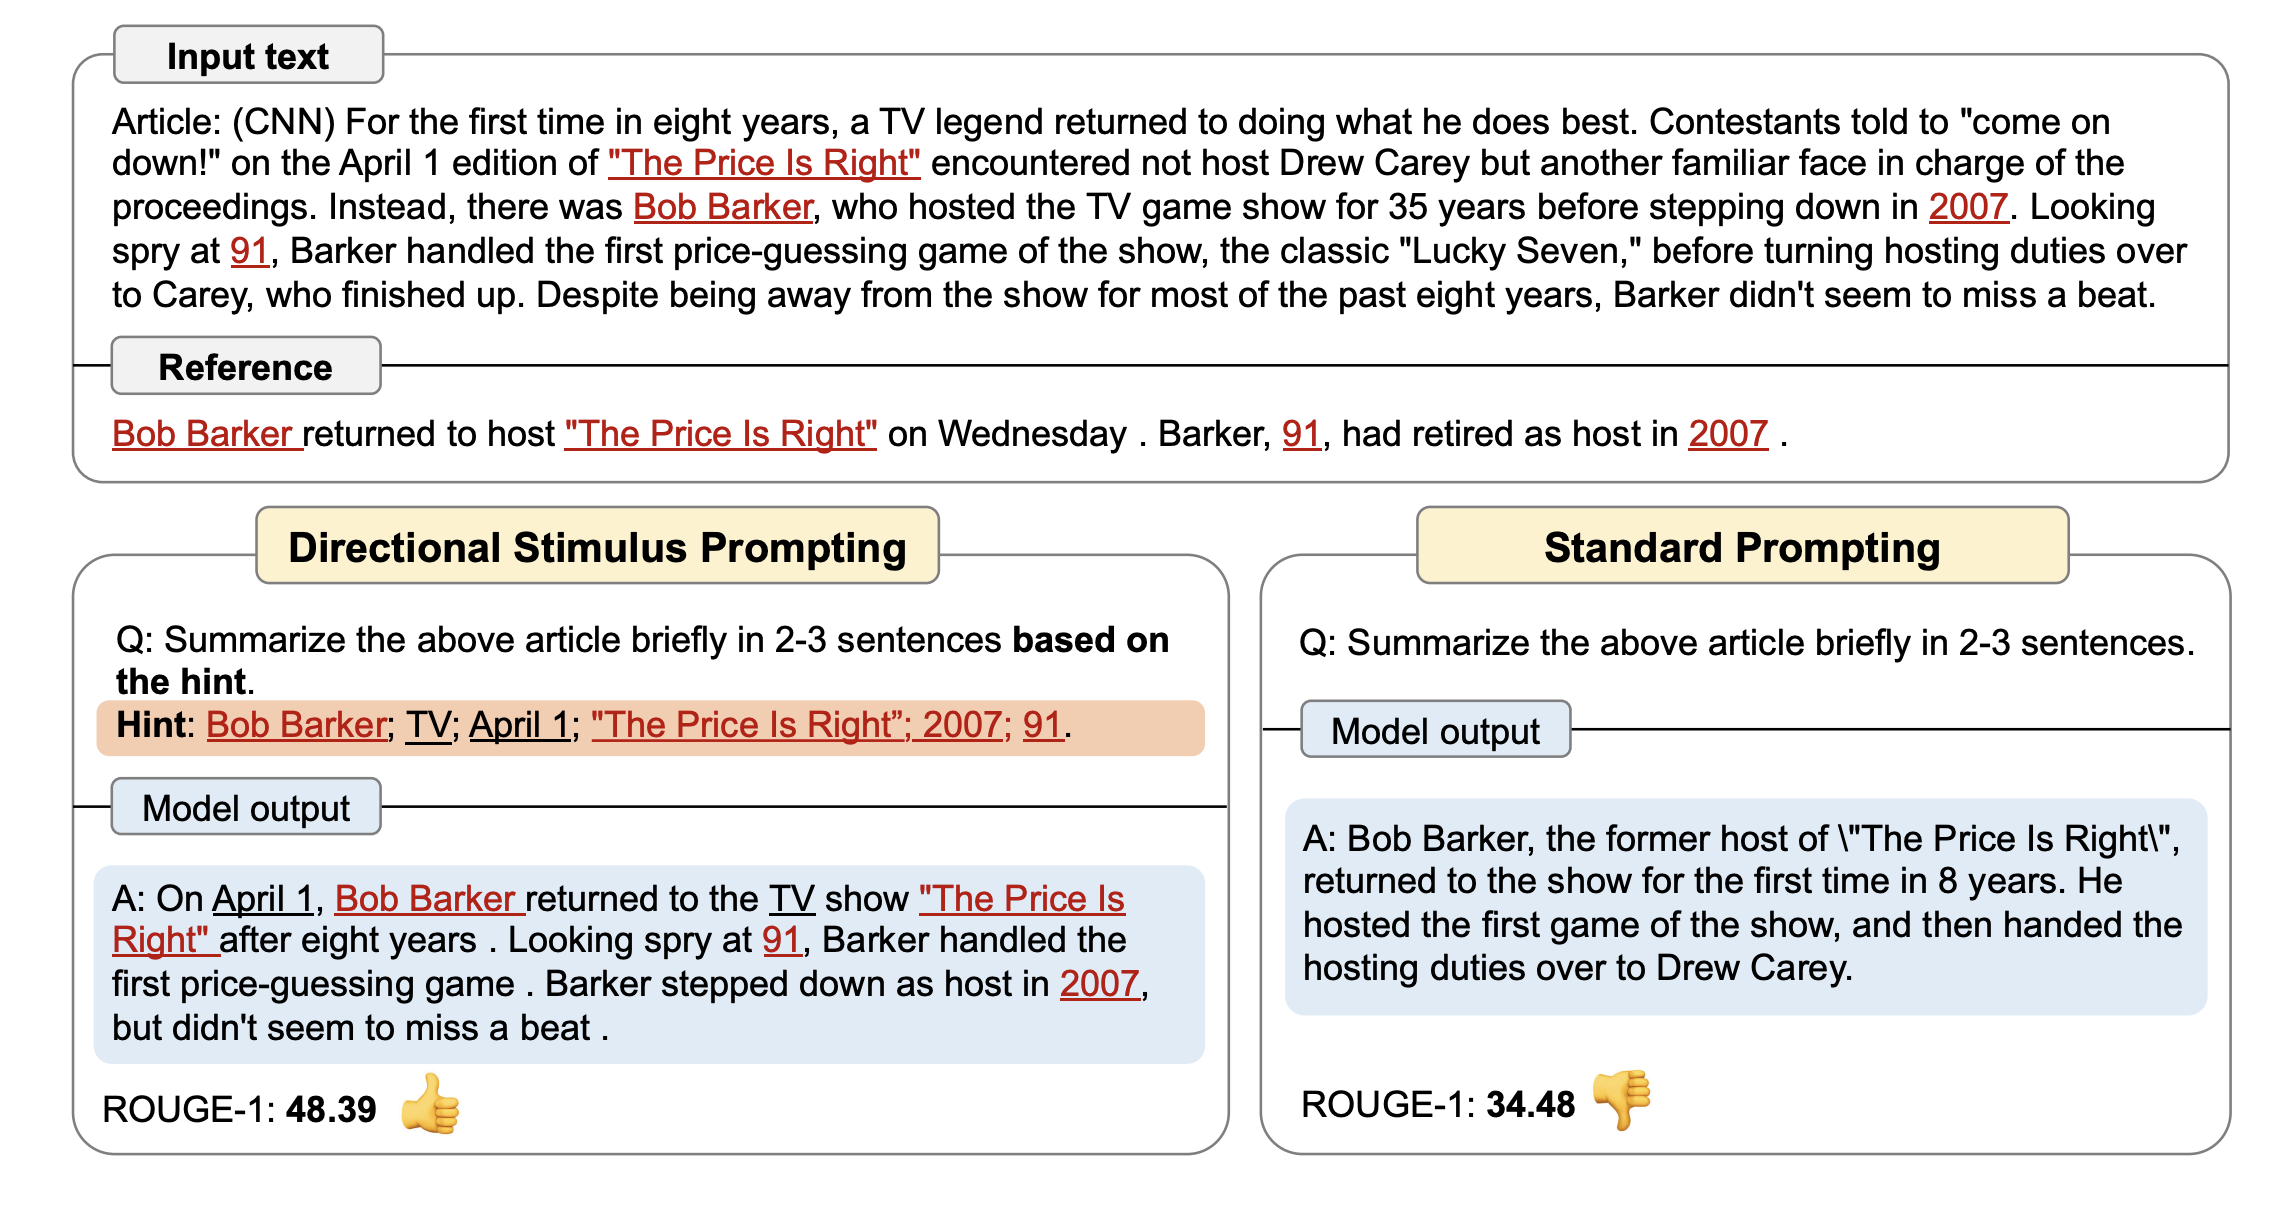 Input text
Article: (CNN) For the first time in eight years, a TV legend returned to doing what he does best. Contestants told to "come on
down!" on the April 1 edition of "The Price Is Right" encountered not host Drew Carey but another familiar face in charge of the
proceedings. Instead, there was Bob Barker, who hosted the TV game show for 35 years before stepping down in 2007. Looking
spry at 91, Barker handled the first price-guessing game of the show, the classic "Lucky Seven," before turning hosting duties over
to Carey, who finished up. Despite being away from the show for most of the past eight years, Barker didn't seem to miss a beat.
Reference
Bob Barker returned to host "The Price Is Right" on Wednesday . Barker, 91, had retired as host in 2007 .
Directional Stimulus Prompting
Q: Summarize the above article briefly in 2-3 sentences based on
the hint.
Hint: Bob Barker; TV; April 1; "The Price Is Right”; 2007; 91.
Model output
A: On April 1, Bob Barker returned to the TV show "The Price Is
Right" after eight years . Looking spry at 91, Barker handled the
first price-guessing game . Barker stepped down as host in 2007,
but didn't seem to miss a beat .
ROUGE-1: 48.39
Standard Prompting
Q: Summarize the above article briefly in 2-3 sentences.
Model output
A: Bob Barker, the former host of \"The Price Is Right\",
returned to the show for the first time in 8 years. He
hosted the first game of the show, and then handed the
hosting duties over to Drew Carey.
ROUGE-1: 34.48